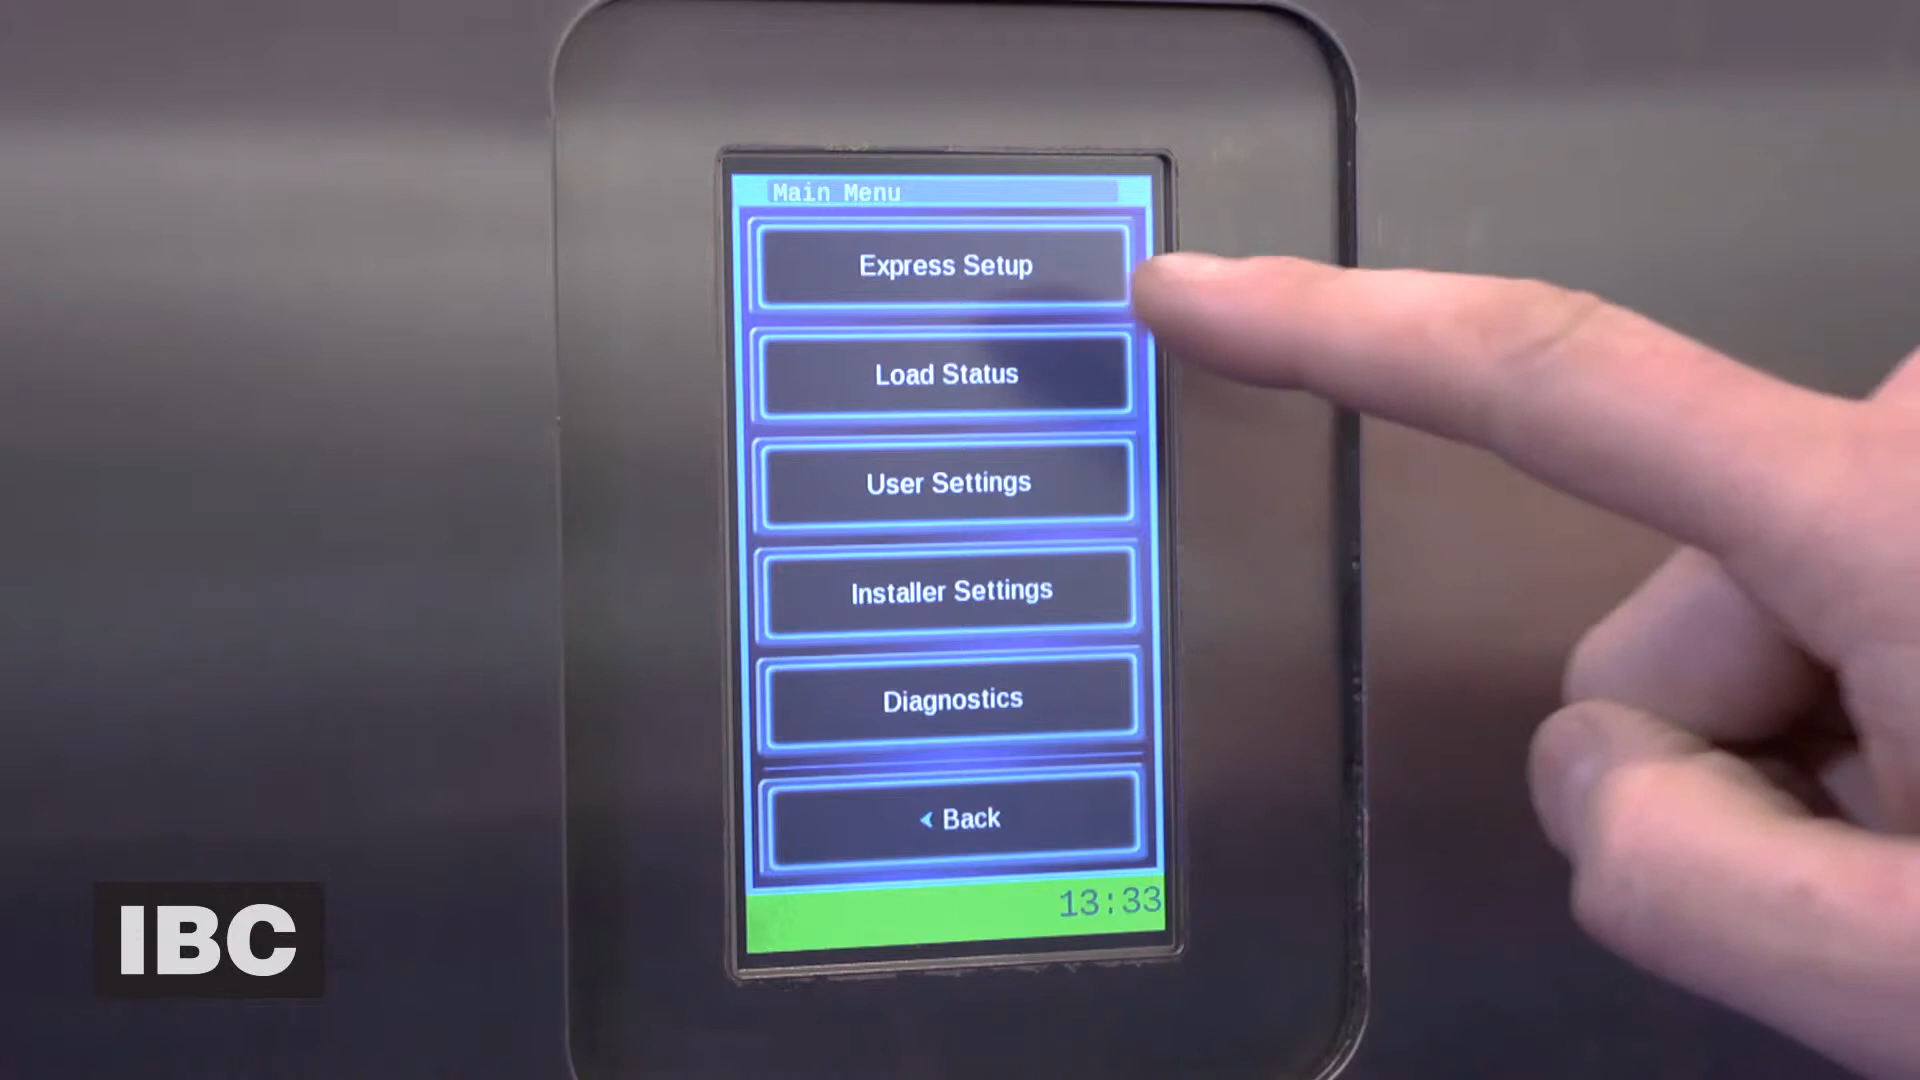 Main Menu
Express Setup
Load Status
User Settings
Installer Settings
Diagnostics
< Back
13:33
IBC